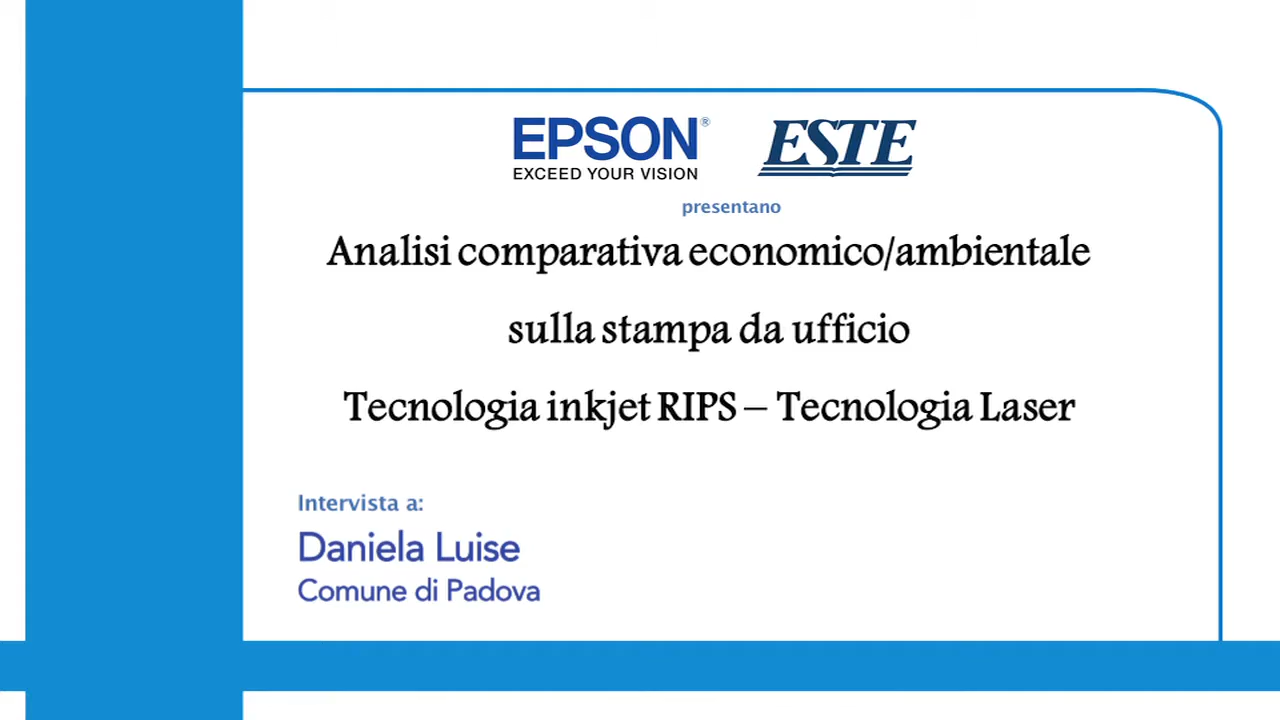 EPSON®
EXCEED YOUR VISION
ESTE
presentano
Analisi comparativa economico/ambientale
sulla stampa da ufficio
Tecnologia inkjet RIPS – Tecnologia Laser
Intervista a:
Daniela Luise
Comune di Padova